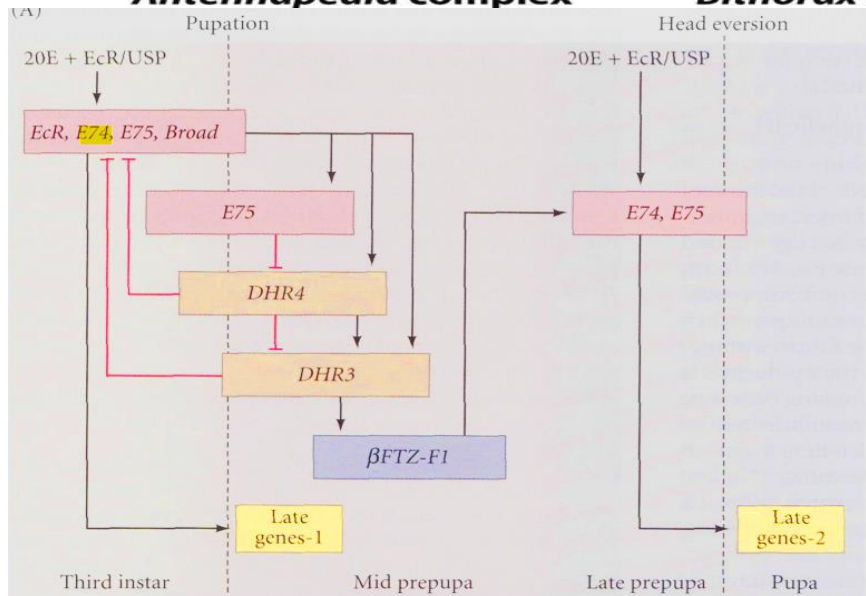 Antennapedia complex Bithorax
(A)
Pupation Head eversion
20E + EcR/USP 20E + EcR/USP
EcR, E74, E75, Broad
E75 E74, E75
DHR4
DHR3
βFTZ-F1
Late
genes-1
Late
genes-2
Third instar Mid prepupa Late prepupa Pupa